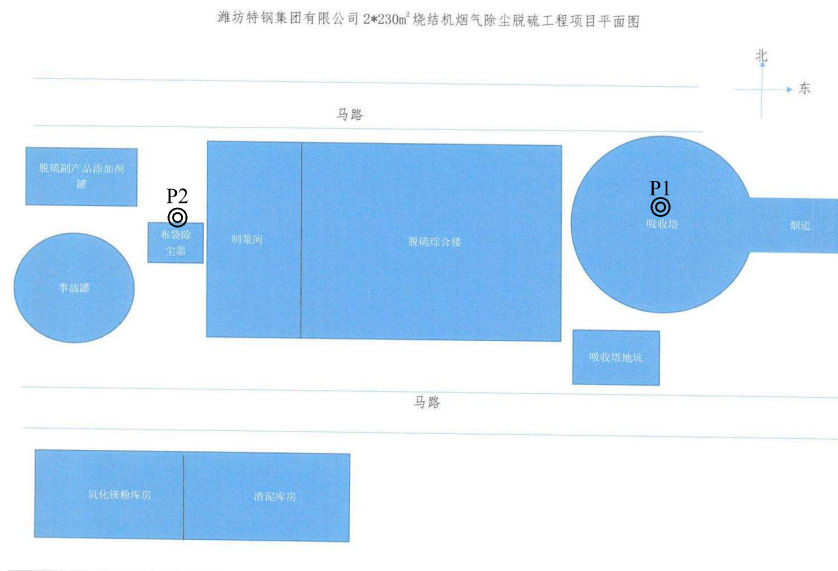 潍坊特钢集团有限公司2*230m²烧结机烟气除尘脱硫工程项目平面图
北
东
马路
脱硫副产品添加剂
罐
P2
布袋除
尘器
制浆间
脱硫综合楼
P1
吸收塔
烟道
事故罐
吸收塔地坑
马路
氧化镁粉库房
渣泥库房